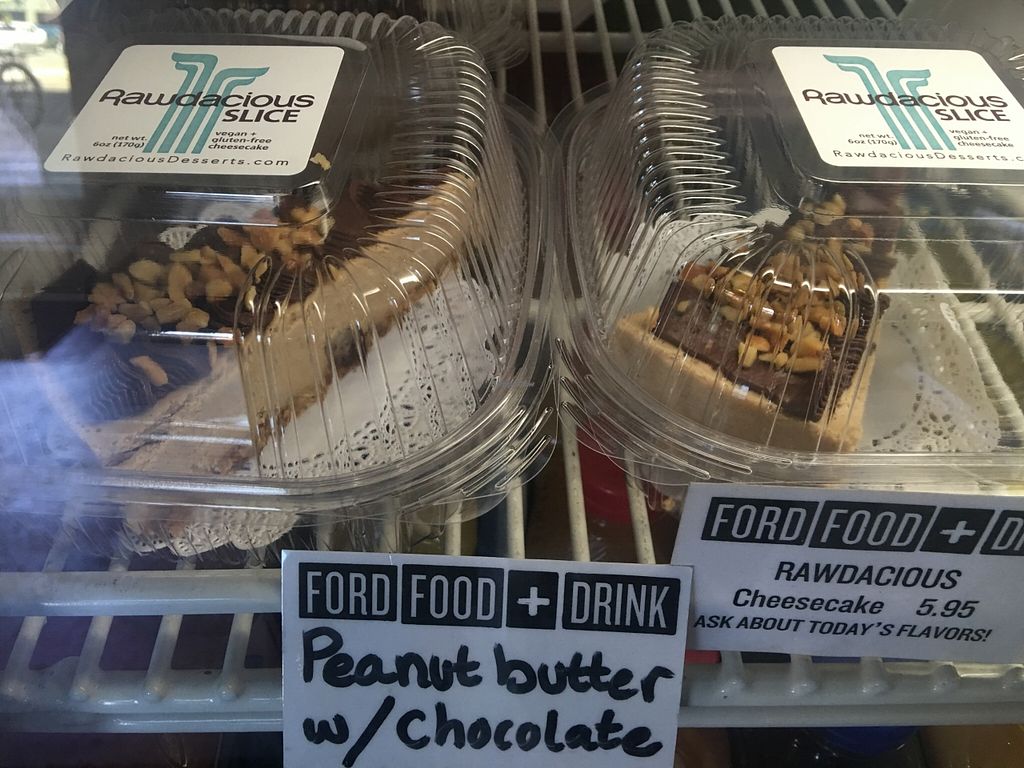 Rawdacious
SLICE
net wt.
6oz (170g)
vegan +
gluten-free
cheesecake
RawdaciousDesserts.com
Rawdacious
SLICE
net wt.
6oz (170g)
vegan +
gluten-free
cheesecake
RawdaciousDesserts.c
FORD FOOD + DRINK
Peanut butter
w/ Chocolate
FORD FOOD + D
RAWDACIOUS
Cheesecake 5.95
ASK ABOUT TODAY'S FLAVORS!